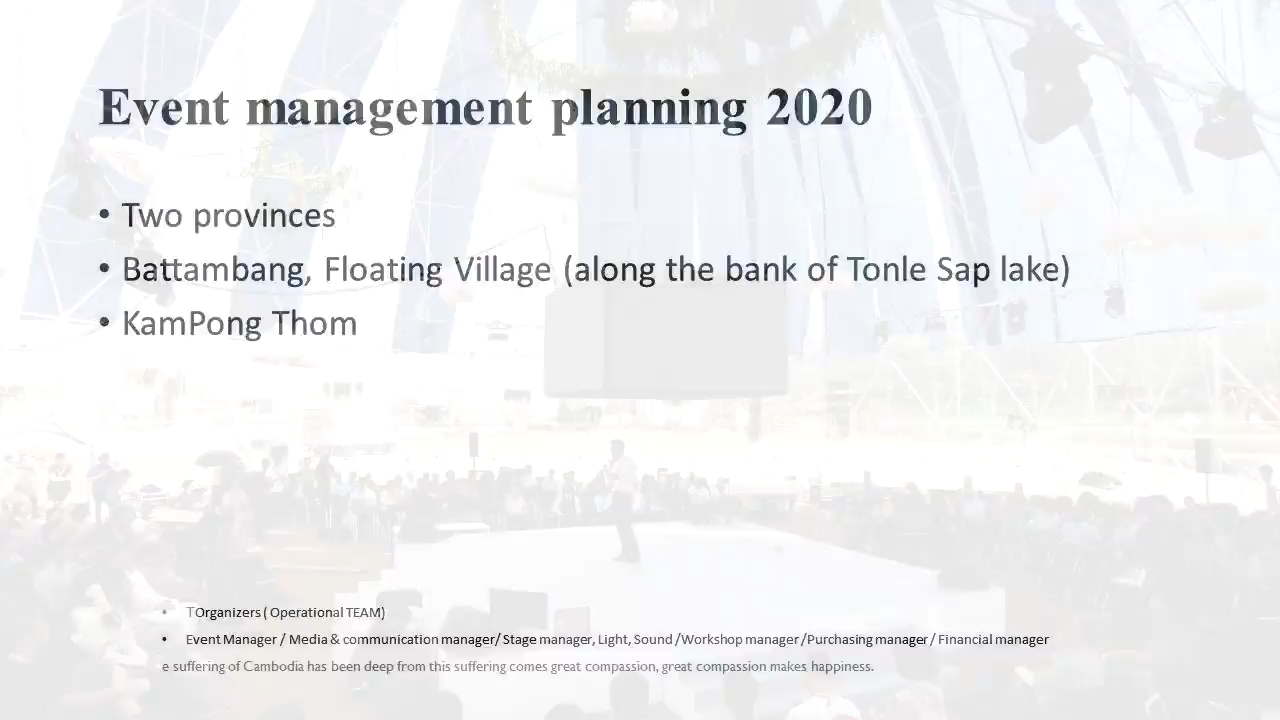 Event management planning 2020
• Two provinces
• Battambang, Floating Village (along the bank of Tonle Sap lake)
• KamPong Thom
• TOrganizers ( Operational TEAM)
• Event Manager / Media & communication manager/ Stage manager, Light, Sound /Workshop manager /Purchasing manager / Financial manager
e suffering of Cambodia has been deep from this suffering comes great compassion, great compassion makes happiness.